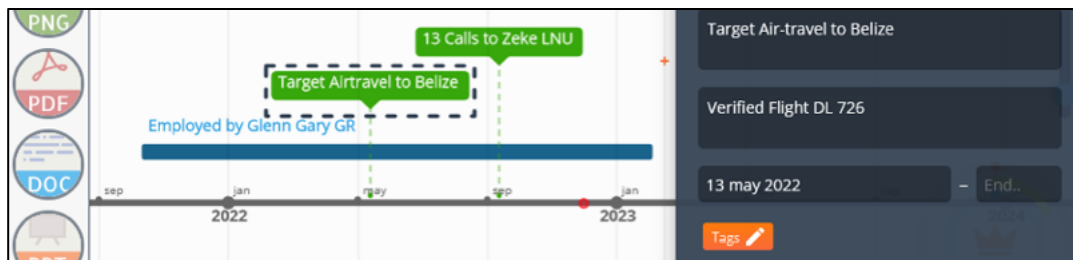 PNG
PDF
DOC
13 Calls to Zeke LNU
Target Airtravel to Belize
Employed by Glenn Gary GR
sep
jan
may
sep
jan
2022
2023
Target Air-travel to Belize
Verified Flight DL 726
13 may 2022
–
End..
2024
Tags